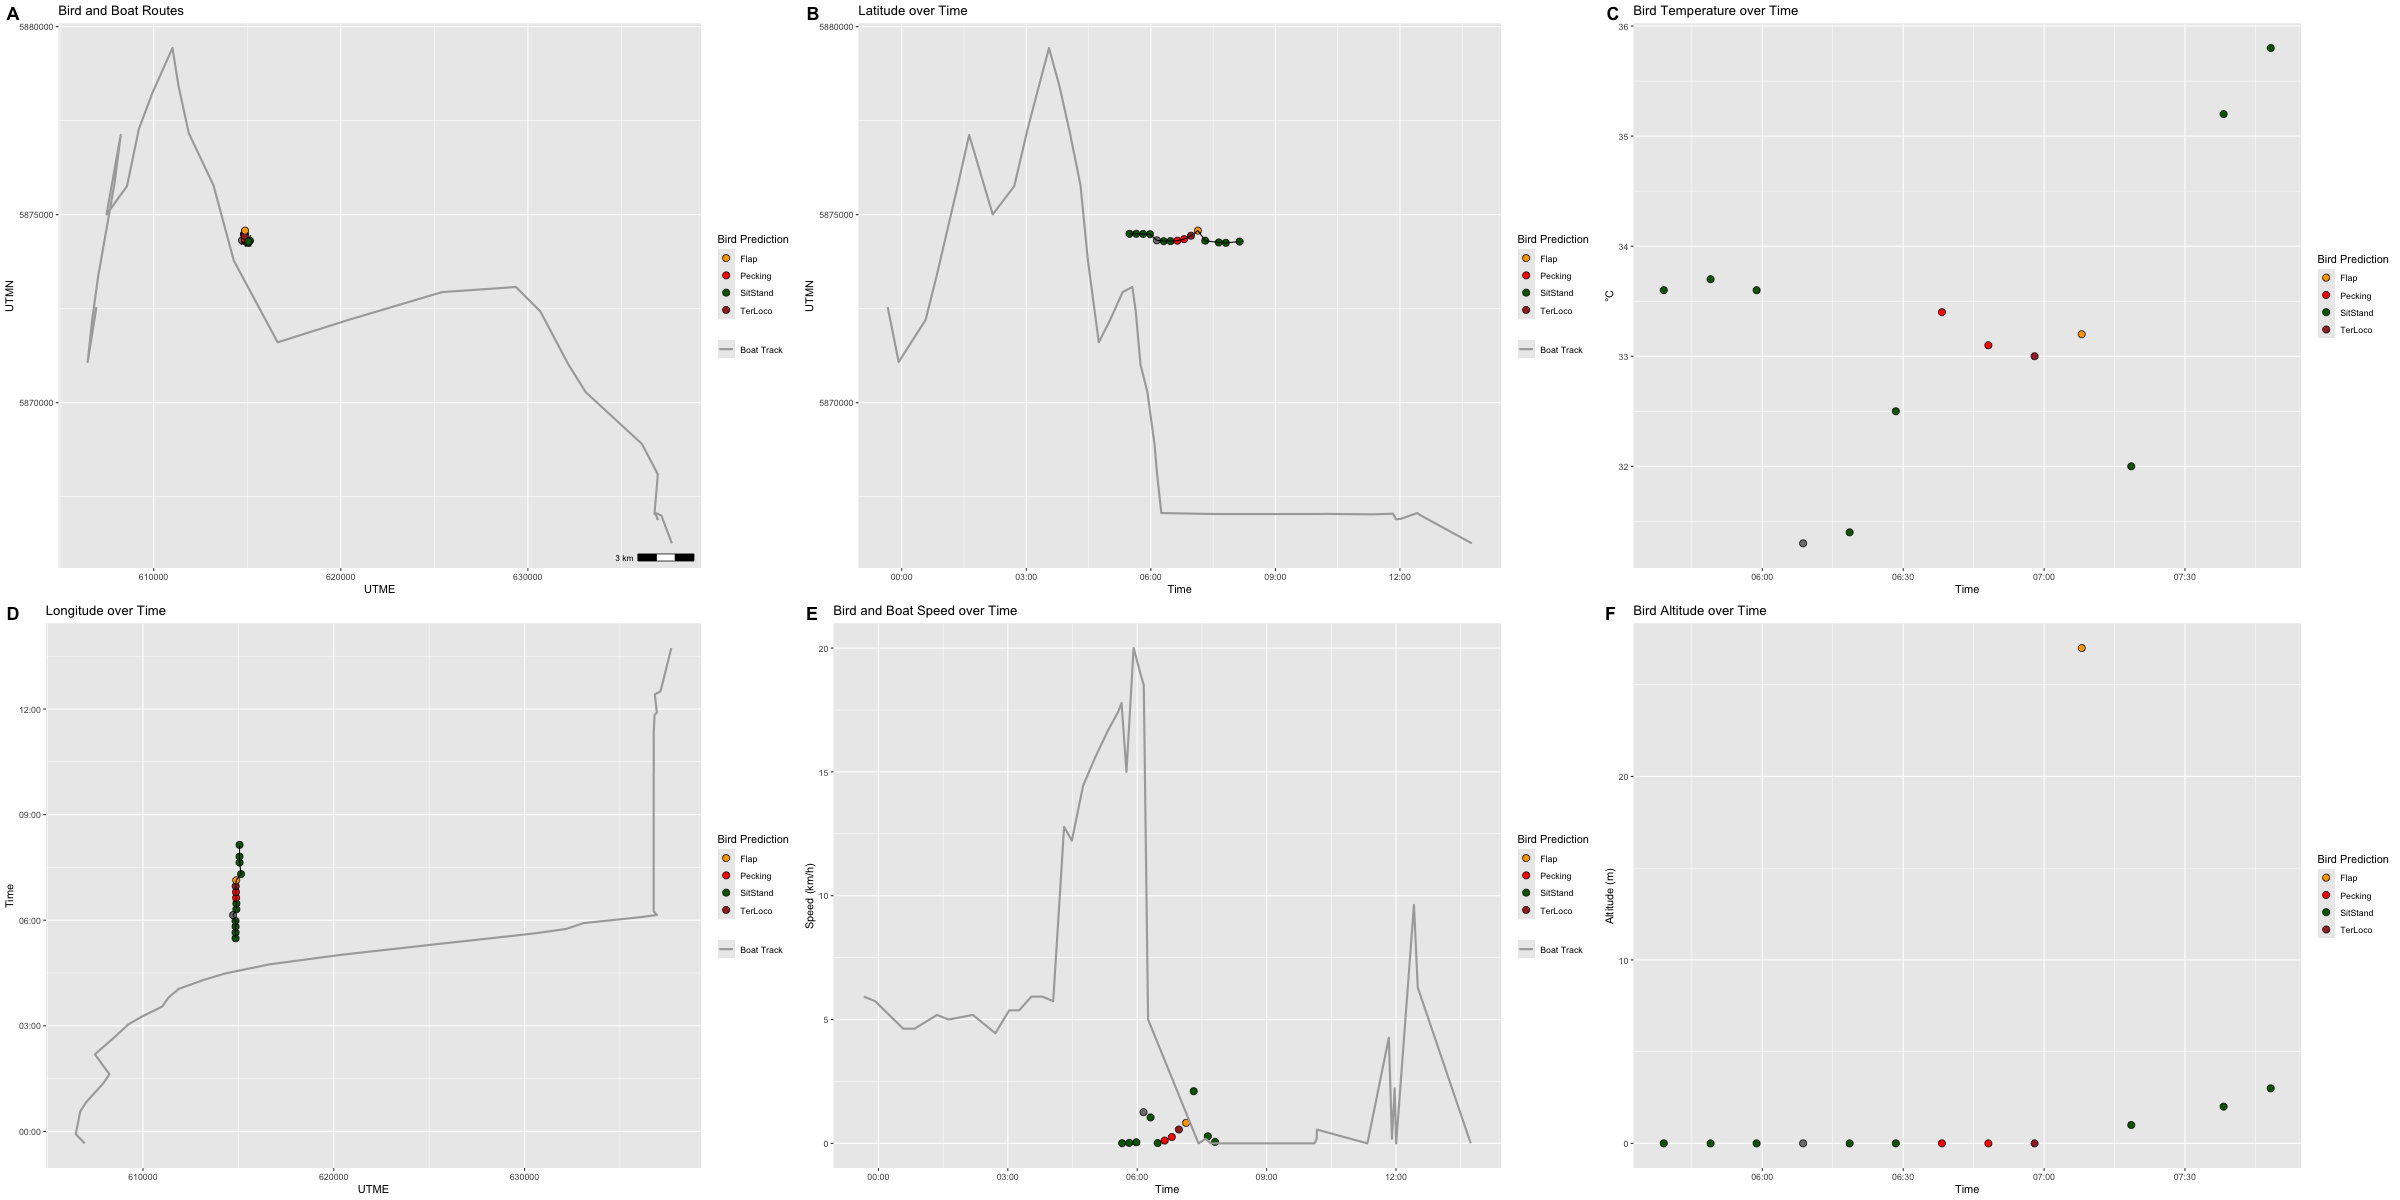 A Bird and Boat Routes
5880000
5875000
5870000
UTMN
610000 620000 630000
UTME
3 km
Bird Prediction
Flap
Pecking
SitStand
TerLoco
Boat Track
B Latitude over Time
5880000
5875000
5870000
UTMN
00:00 03:00 06:00 09:00 12:00
Time
Bird Prediction
Flap
Pecking
SitStand
TerLoco
Boat Track
C Bird Temperature over Time
36
35
34
33
32
°C
06:00 06:30 07:00 07:30
Time
Bird Prediction
Flap
Pecking
SitStand
TerLoco
D Longitude over Time
12:00
09:00
06:00
03:00
00:00
Time
610000 620000 630000
UTME
Bird Prediction
Flap
Pecking
SitStand
TerLoco
Boat Track
E Bird and Boat Speed over Time
20
15
10
5
0
Speed (km/h)
00:00 03:00 06:00 09:00 12:00
Time
Bird Prediction
Flap
Pecking
SitStand
TerLoco
Boat Track
F Bird Altitude over Time
20
10
0
Altitude (m)
06:00 06:30 07:00 07:30
Time
Bird Prediction
Flap
Pecking
SitStand
TerLoco